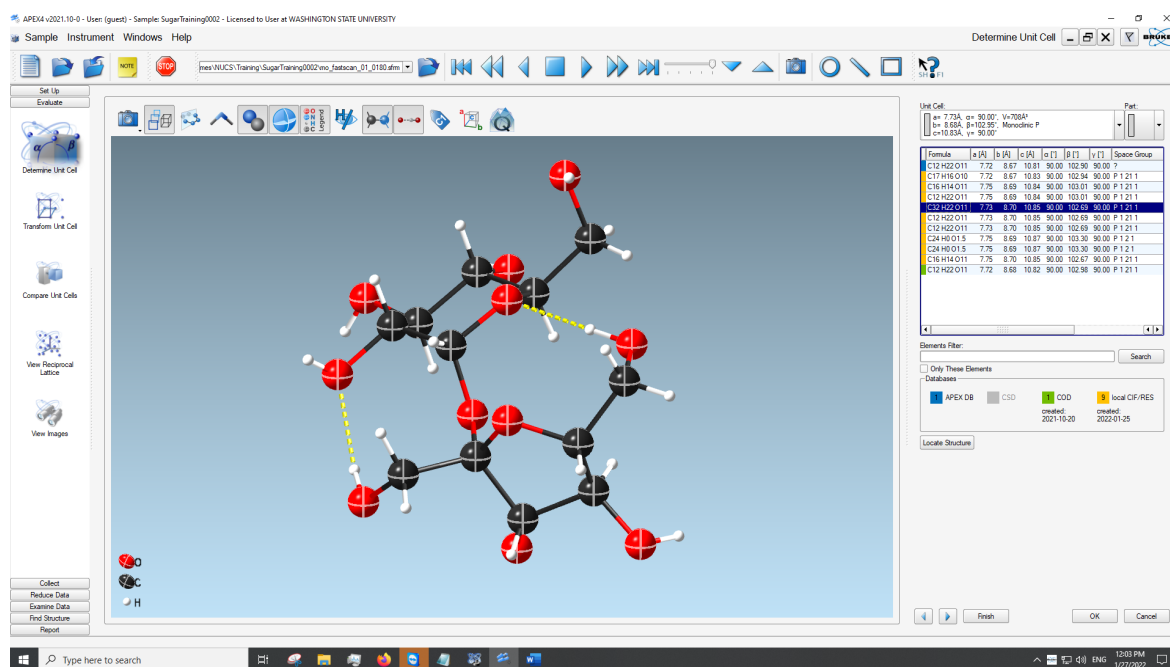 APEX4 v2021.10-0 - User: (guest) - Sample: SugarTraining0002 - Licensed to User at WASHINGTON STATE UNIVERSITY
Sample Instrument Windows Help
Determine Unit Cell
BRUKER
NOTE
STOP
mes\NUCS\Training\SugarTraining0002\mo_fastscan_01_0180.sfrm
SH FI
Set Up
Evaluate
Determine Unit Cell
Transform Unit Cell
Compare Unit Cells
View Reciprocal
Lattice
View Images
Collect
Reduce Data
Examine Data
Find Structure
Report
O
C
H
Unit Cell:
Part:
a= 7.73Å, α= 90.00°, V=708Å³
b= 8.68Å, β=102.95°, Monoclinic P
c=10.83Å, γ= 90.00°
Formula a [Å] b [Å] c [Å] α [°] β [°] γ [°] Space Group
C12 H22 O11 7.72 8.67 10.81 90.00 102.90 90.00 ?
C17 H16 O10 7.72 8.67 10.83 90.00 102.94 90.00 P 1 21 1
C16 H14 O11 7.75 8.69 10.84 90.00 103.01 90.00 P 1 21 1
C12 H22 O11 7.75 8.69 10.84 90.00 103.01 90.00 P 1 21 1
C32 H22 O11 7.73 8.70 10.85 90.00 102.69 90.00 P 1 21 1
C12 H22 O11 7.73 8.70 10.85 90.00 102.69 90.00 P 1 21 1
C12 H22 O11 7.73 8.70 10.85 90.00 102.69 90.00 P 1 21 1
C24 H0 O1.5 7.75 8.69 10.87 90.00 103.30 90.00 P 1 2 1
C24 H0 O1.5 7.75 8.69 10.87 90.00 103.30 90.00 P 1 2 1
C16 H14 O11 7.75 8.70 10.85 90.00 102.67 90.00 P 1 21 1
C12 H22 O11 7.72 8.68 10.82 90.00 102.98 90.00 P 1 21 1
Elements Filter:
Search
Only These Elements
Databases
1 APEX DB CSD 1 COD 9 local CIF/RES
created: created:
2021-10-20 2022-01-25
Locate Structure
Finish OK Cancel
Type here to search
ENG
12:03 PM
1/27/2022